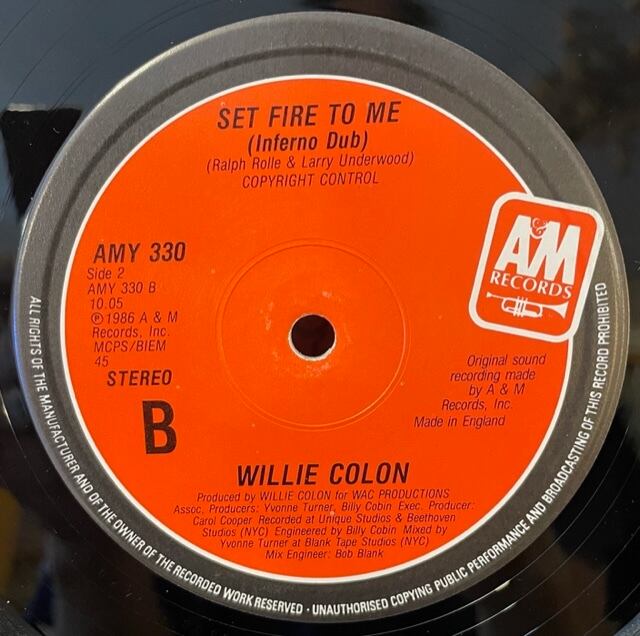 SET FIRE TO ME
(Inferno Dub)
(Ralph Rolle & Larry Underwood)
COPYRIGHT CONTROL
A&M
RECORDS
AMY 330
Side 2
AMY 330 B
10.05
℗1986 A & M
Records, Inc.
MCPS/BIEM
45
STEREO
B
Original sound
recording made
by A & M
Records, Inc.
Made in England
WILLIE COLON
Produced by WILLIE COLON for WAC PRODUCTIONS
Assoc. Producers: Yvonne Turner, Billy Cobin Exec. Producer:
Carol Cooper Recorded at Unique Studios & Beethoven
Studios (NYC) Engineered by Billy Cobin Mixed by
Yvonne Turner at Blank Tape Studios (NYC)
Mix Engineer: Bob Blank
ALL RIGHTS OF THE MANUFACTURER AND OF THE OWNER OF THE RECORDED WORK RESERVED · UNAUTHORISED COPYING PUBLIC PERFORMANCE AND BROADCASTING OF THIS RECORD PROHIBITED